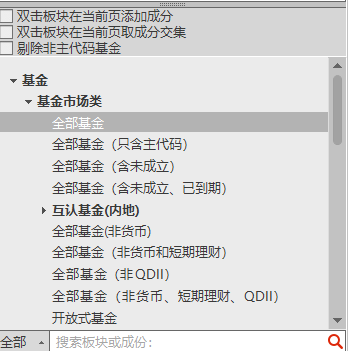 双击板块在当前页添加成分
双击板块在当前页取成分交集
剔除非主代码基金
基金
基金市场类
全部基金
全部基金（只含主代码）
全部基金（含未成立）
全部基金（含未成立、已到期）
互认基金(内地)
全部基金(非货币)
全部基金（非货币和短期理财）
全部基金（非QDII）
全部基金（非货币、短期理财、QDII）
开放式基金
全部 搜索板块或成份: